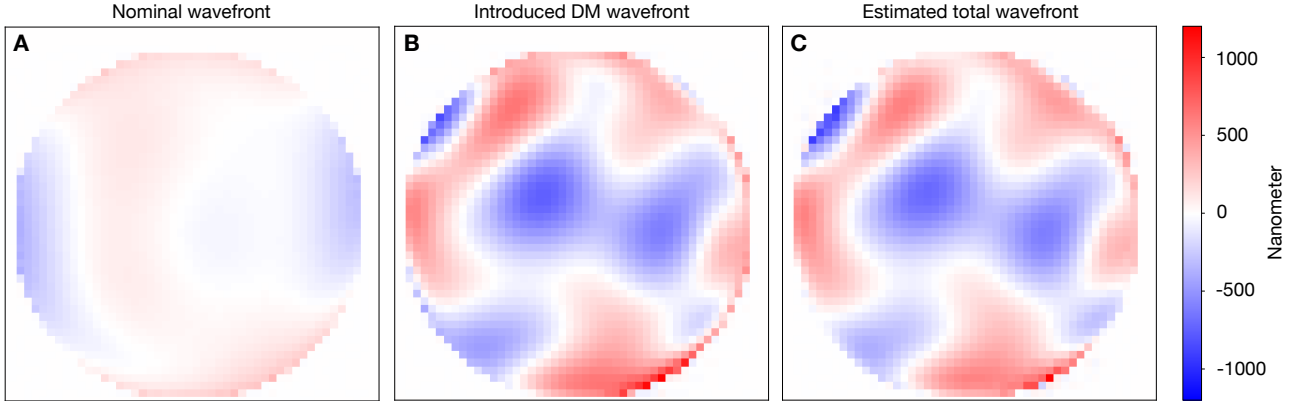 Nominal wavefront
Introduced DM wavefront
Estimated total wavefront
A
B
C
1000
500
0
-500
-1000
Nanometer